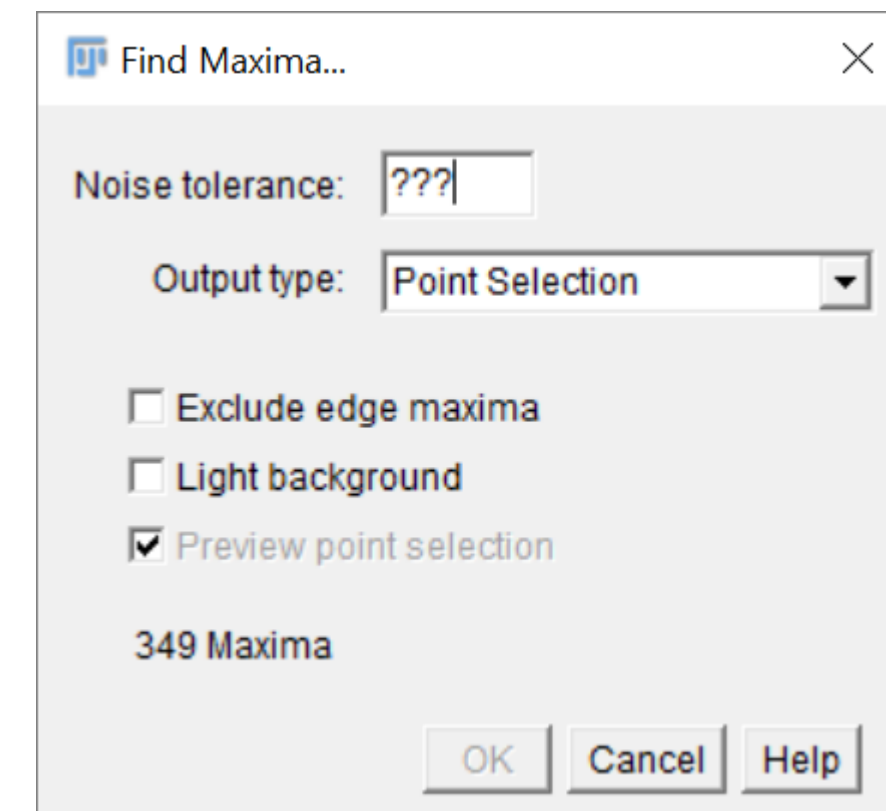 Find Maxima...
Noise tolerance: ???
Output type: Point Selection
Exclude edge maxima
Light background
Preview point selection
349 Maxima
OK Cancel Help